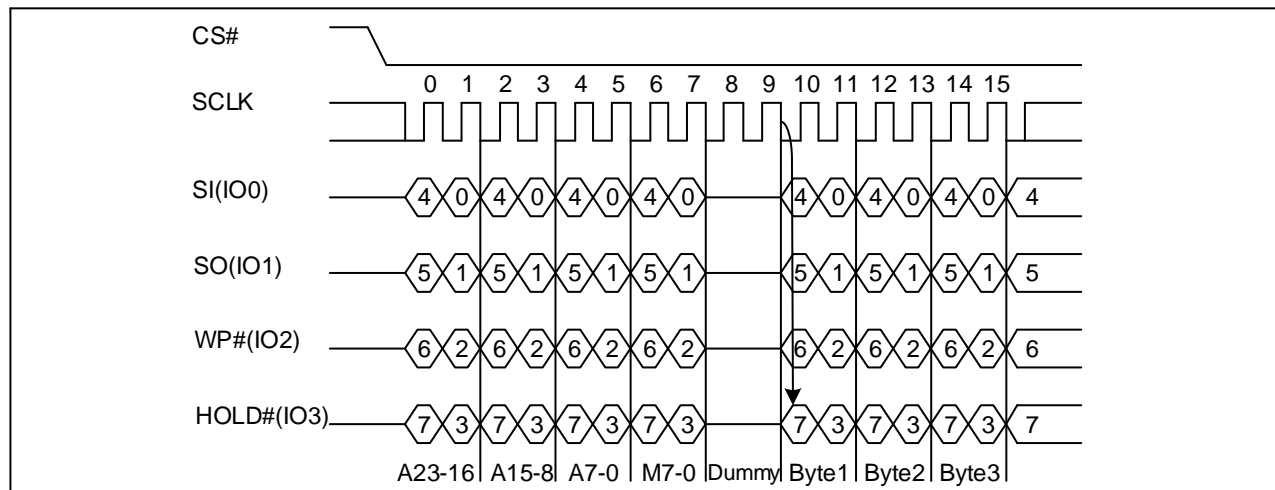 CS#
0 1 2 3 4 5 6 7 8 9 10 11 12 13 14 15
SCLK
SI(IO0) 4 0 4 0 4 0 4 0 4 0 4 0 4 0 4
SO(IO1) 5 1 5 1 5 1 5 1 5 1 5 1 5 1 5
WP#(IO2) 6 2 6 2 6 2 6 2 6 2 6 2 6 2 6
HOLD#(IO3) 7 3 7 3 7 3 7 3 7 3 7 3 7 3 7
A23-16 A15-8 A7-0 M7-0 Dummy Byte1 Byte2 Byte3